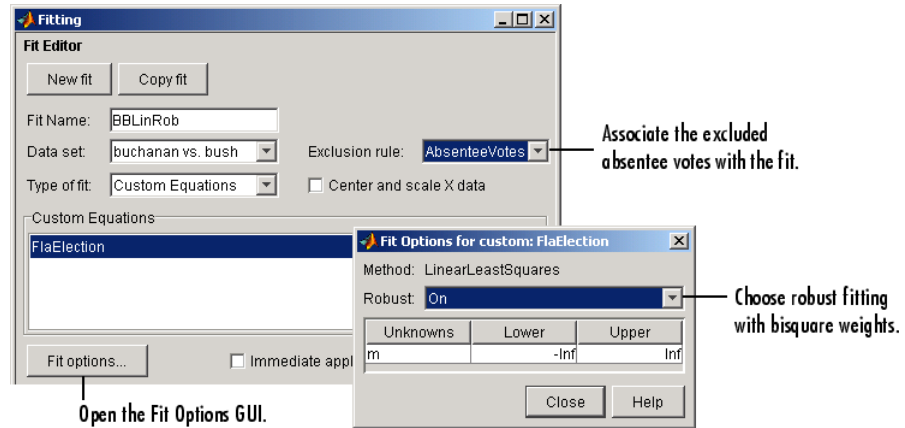 Fitting
Fit Editor
New fit
Copy fit
Fit Name: BBLinRob
Data set: buchanan vs. bush Exclusion rule: AbsenteeVotes
Type of fit: Custom Equations Center and scale X data
Custom Equations
FlaElection
Fit options...
Immediate appl
Associate the excluded
absentee votes with the fit.
Fit Options for custom: FlaElection
Method: LinearLeastSquares
Robust: On
Unknowns Lower Upper
m -Inf Inf
Close
Help
Choose robust fitting
with bisquare weights.
Open the Fit Options GUI.